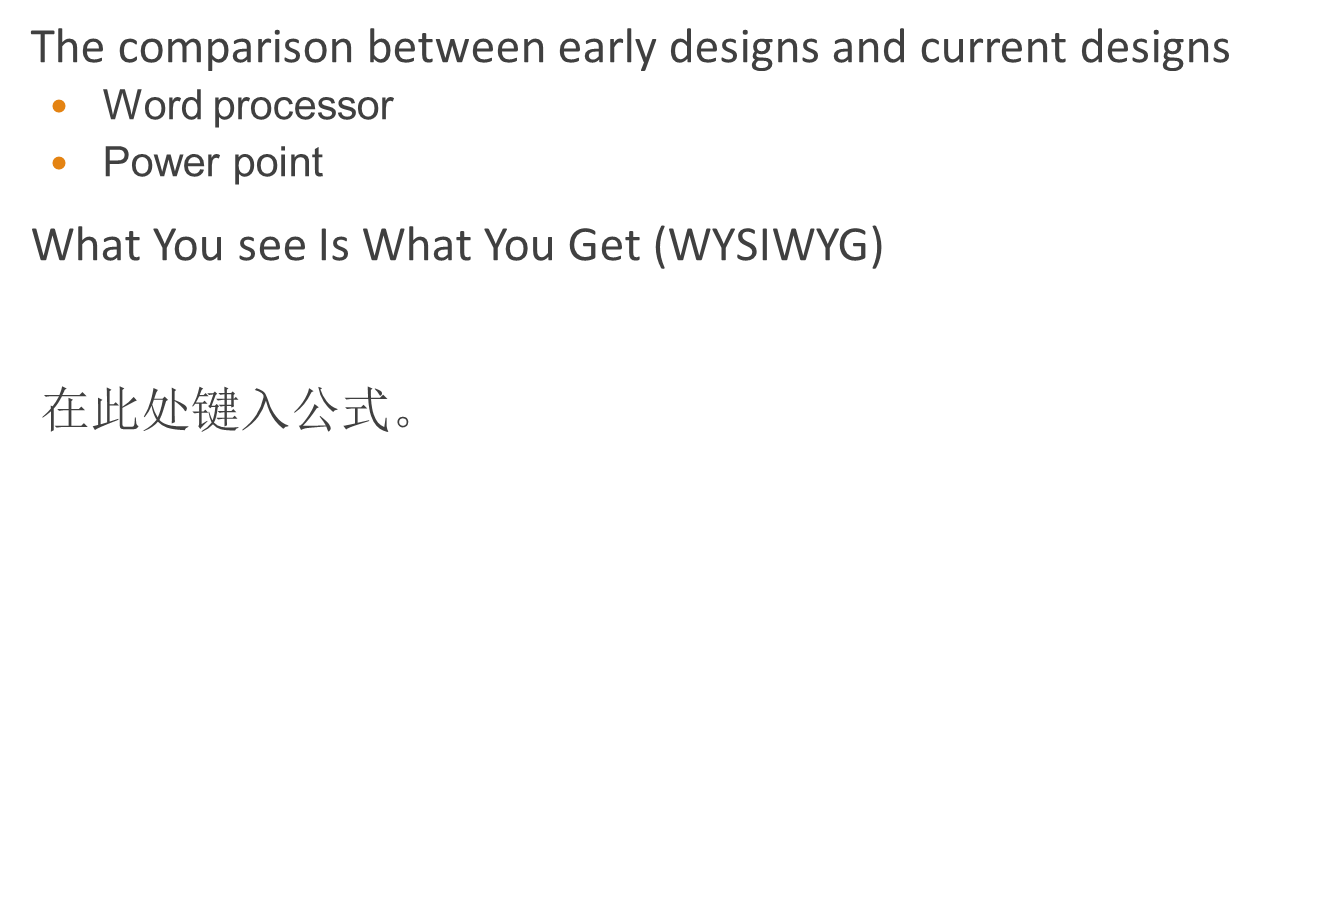 The comparison between early designs and current designs
• Word processor
• Power point
What You see Is What You Get (WYSIWYG)
在此处键入公式。